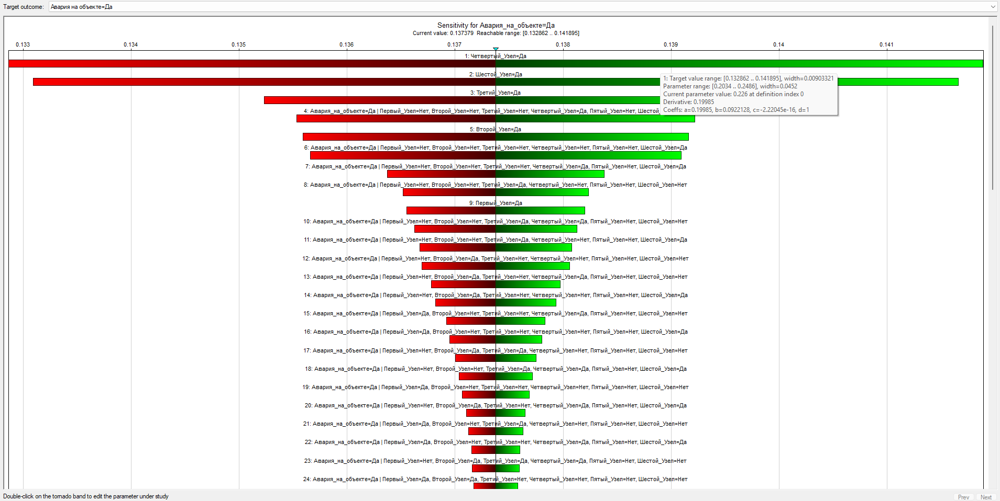 Target outcome: Авария на объекте=Да
Sensitivity for Авария_на_объекте=Да
Current value: 0.137379 Reachable range: [0.132862 .. 0.141895]
0.133 0.134 0.135 0.136 0.137 0.138 0.139 0.14 0.141
1: Четвертый_Узел=Да
2: Шестой_Узел=Да
1: Target value range: [0.132862 .. 0.141895], width=0.00903321
Parameter range: [0.2034 .. 0.2486], width=0.0452
Current parameter value: 0.226 at definition index 0
Derivative: 0.19985
Coeffs: a=0.19985, b=0.0922128, c=-2.22045e-16, d=1
3: Третий_Узел=Да
4: Авария_на_объекте=Да | Первый_Узел=Нет, Второй_Узел=Нет, Третий_Узел=Нет, Четвертый_Узел=Да, Пятый_Узел=Нет, Шестой_
5: Второй_Узел=Да
6: Авария_на_объекте=Да | Первый_Узел=Нет, Второй_Узел=Нет, Третий_Узел=Нет, Четвертый_Узел=Нет, Пятый_Узел=Нет, Шестой_Узел=Да
7: Авария_на_объекте=Да | Первый_Узел=Нет, Второй_Узел=Нет, Третий_Узел=Нет, Четвертый_Узел=Да, Пятый_Узел=Нет, Шестой_Узел=Да
8: Авария_на_объекте=Да | Первый_Узел=Нет, Второй_Узел=Нет, Третий_Узел=Да, Четвертый_Узел=Нет, Пятый_Узел=Нет, Шестой_Узел=Нет
9: Первый_Узел=Да
10: Авария_на_объекте=Да | Первый_Узел=Нет, Второй_Узел=Нет, Третий_Узел=Да, Четвертый_Узел=Да, Пятый_Узел=Нет, Шестой_Узел=Нет
11: Авария_на_объекте=Да | Первый_Узел=Нет, Второй_Узел=Нет, Третий_Узел=Да, Четвертый_Узел=Нет, Пятый_Узел=Нет, Шестой_Узел=Да
12: Авария_на_объекте=Да | Первый_Узел=Нет, Второй_Узел=Да, Третий_Узел=Нет, Четвертый_Узел=Нет, Пятый_Узел=Нет, Шестой_Узел=Нет
13: Авария_на_объекте=Да | Первый_Узел=Нет, Второй_Узел=Да, Третий_Узел=Нет, Четвертый_Узел=Да, Пятый_Узел=Нет, Шестой_Узел=Нет
14: Авария_на_объекте=Да | Первый_Узел=Нет, Второй_Узел=Да, Третий_Узел=Нет, Четвертый_Узел=Нет, Пятый_Узел=Нет, Шестой_Узел=Да
15: Авария_на_объекте=Да | Первый_Узел=Да, Второй_Узел=Нет, Третий_Узел=Нет, Четвертый_Узел=Да, Пятый_Узел=Нет, Шестой_Узел=Нет
16: Авария_на_объекте=Да | Первый_Узел=Да, Второй_Узел=Нет, Третий_Узел=Нет, Четвертый_Узел=Нет, Пятый_Узел=Нет, Шестой_Узел=Да
17: Авария_на_объекте=Да | Первый_Узел=Нет, Второй_Узел=Да, Третий_Узел=Да, Четвертый_Узел=Нет, Пятый_Узел=Нет, Шестой_Узел=Нет
18: Авария_на_объекте=Да | Первый_Узел=Нет, Второй_Узел=Нет, Третий_Узел=Да, Четвертый_Узел=Да, Пятый_Узел=Нет, Шестой_Узел=Да
19: Авария_на_объекте=Да | Первый_Узел=Да, Второй_Узел=Нет, Третий_Узел=Нет, Четвертый_Узел=Нет, Пятый_Узел=Нет, Шестой_Узел=Нет
20: Авария_на_объекте=Да | Первый_Узел=Нет, Второй_Узел=Да, Третий_Узел=Нет, Четвертый_Узел=Да, Пятый_Узел=Нет, Шестой_Узел=Да
21: Авария_на_объекте=Да | Первый_Узел=Да, Второй_Узел=Нет, Третий_Узел=Да, Четвертый_Узел=Нет, Пятый_Узел=Нет, Шестой_Узел=Нет
22: Авария_на_объекте=Да | Первый_Узел=Да, Второй_Узел=Нет, Третий_Узел=Нет, Четвертый_Узел=Да, Пятый_Узел=Нет, Шестой_Узел=Да
23: Авария_на_объекте=Да | Первый_Узел=Нет, Второй_Узел=Да, Третий_Узел=Да, Четвертый_Узел=Да, Пятый_Узел=Нет, Шестой_Узел=Нет
24: Авария_на_объекте=Да | Первый_Узел=Да, Второй_Узел=Да, Третий_Узел=Нет, Четвертый_Узел=Нет, Пятый_Узел=Нет, Шестой_Узел=Нет
Double-click on the tornado band to edit the parameter under study
Prev Next